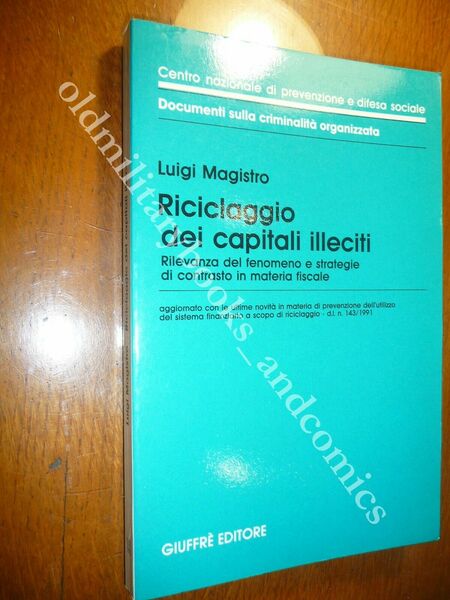 Centro nazionale di prevenzione e difesa sociale
Documenti sulla criminalità organizzata
Luigi Magistro
Riciclaggio
dei capitali illeciti
Rilevanza del fenomeno e strategie
di contrasto in materia fiscale
aggiornato con le ultime novità in materia di prevenzione dell'utilizzo
del sistema finanziario a scopo di riciclaggio - d.l. n. 143/1991
GIUFFRÈ EDITORE
Luigi Magistro
oldmilitarybooks_andcomics